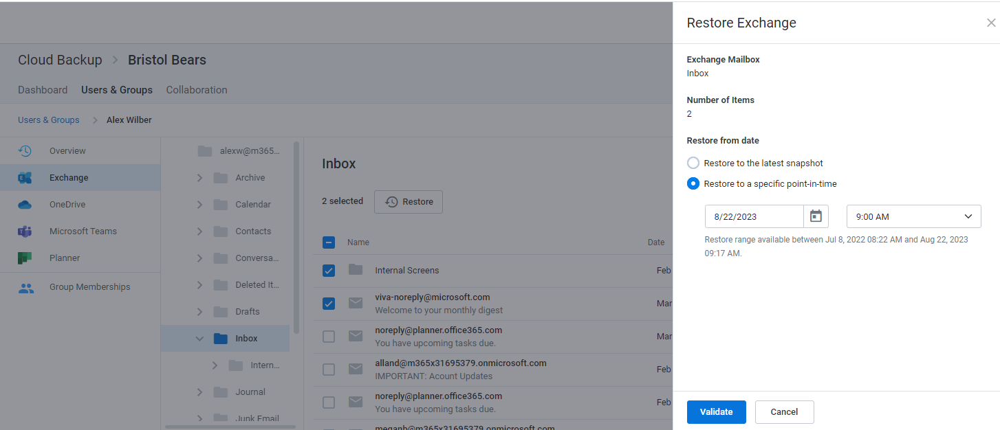 Restore Exchange
Cloud Backup > Bristol Bears
Dashboard Users & Groups Collaboration
Users & Groups > Alex Wilber
Overview
Exchange
OneDrive
Microsoft Teams
Planner
Group Memberships
alexw@m365...
Archive
Calendar
Contacts
Conversa...
Deleted It...
Drafts
Inbox
Intern...
Journal
Junk Email
Inbox
2 selected Restore
Name Date
Internal Screens Feb
viva-noreply@microsoft.com Mar
Welcome to your monthly digest
noreply@planner.office365.com Mar
You have upcoming tasks due.
alland@m365x31695379.onmicrosoft.com Feb
IMPORTANT: Acount Updates
noreply@planner.office365.com Feb
You have upcoming tasks due.
meganb@m365x31695379.onmicrosoft.com
Exchange Mailbox
Inbox
Number of Items
2
Restore from date
Restore to the latest snapshot
Restore to a specific point-in-time
8/22/2023 9:00 AM
Restore range available between Jul 8, 2022 08:22 AM and Aug 22, 2023
09:17 AM.
Validate Cancel